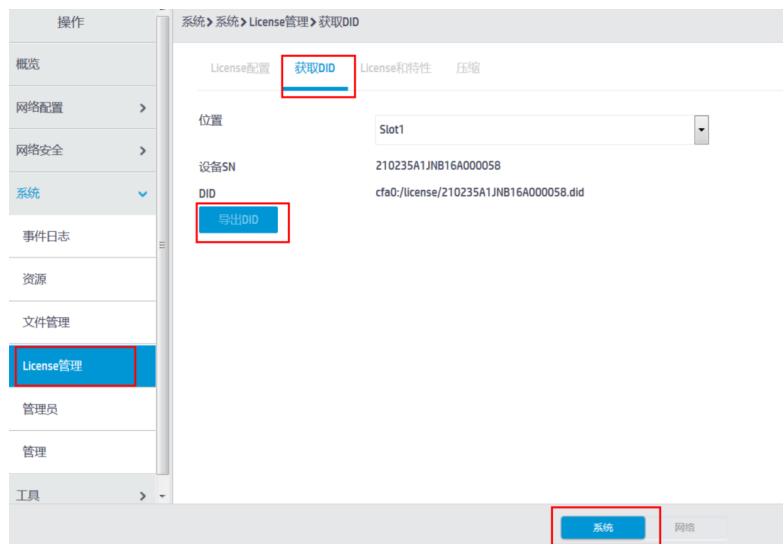 操作
系统>系统>License管理>获取DID
概览
网络配置
网络安全
系统
事件日志
资源
文件管理
License管理
管理员
管理
工具
License配置 获取DID License和特性 压缩
位置 Slot1
设备SN 210235A1JNB16A000058
DID cfa0:/license/210235A1JNB16A000058.did
导出DID
系统 网络